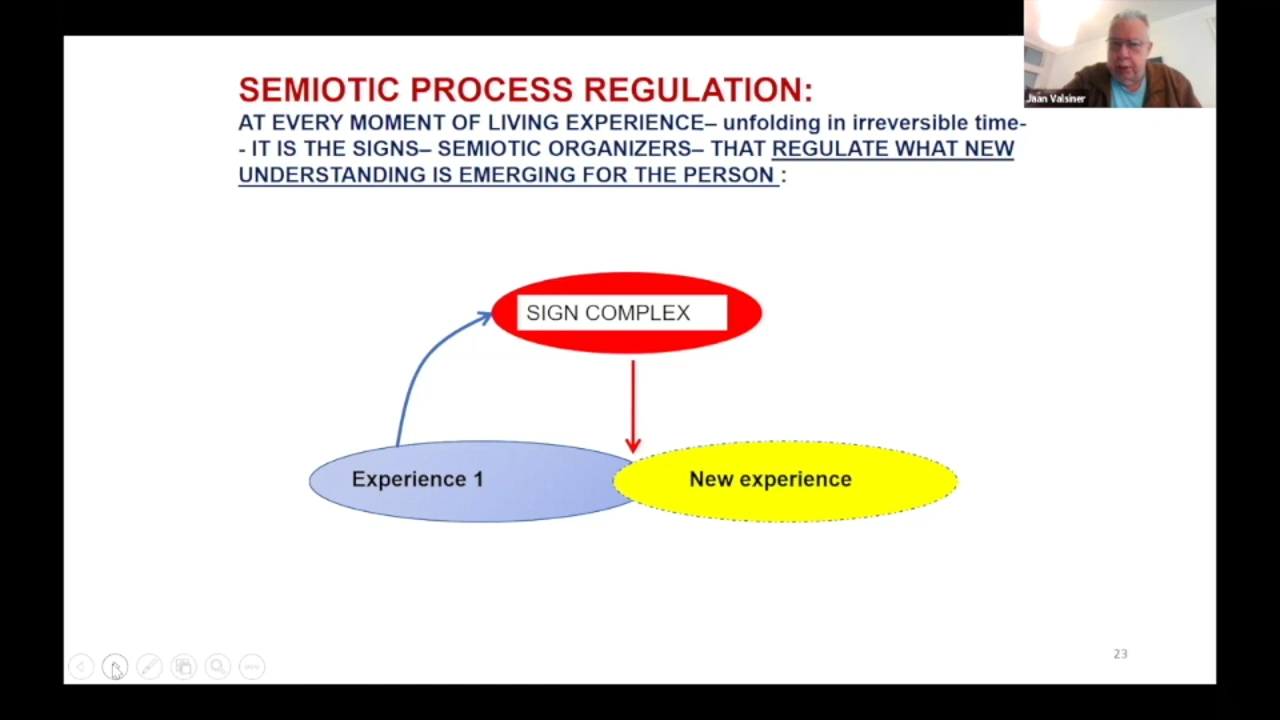 SEMIOTIC PROCESS REGULATION:
AT EVERY MOMENT OF LIVING EXPERIENCE– unfolding in irreversible time-
- IT IS THE SIGNS– SEMIOTIC ORGANIZERS– THAT REGULATE WHAT NEW
UNDERSTANDING IS EMERGING FOR THE PERSON :
Jaan Valsiner
SIGN COMPLEX
Experience 1
New experience
23